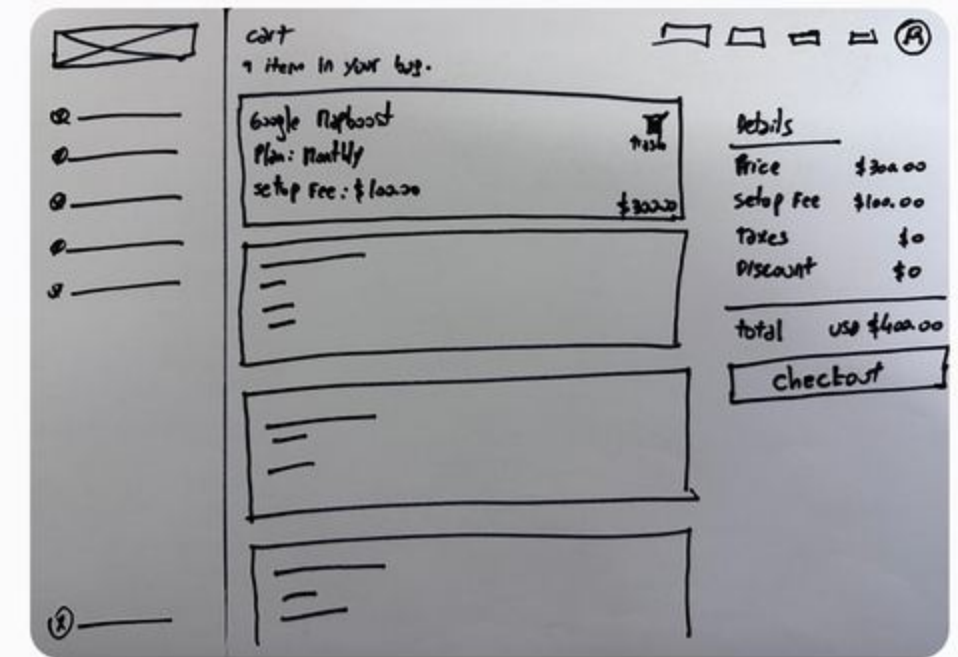 cart
1 item in your bag.
Google Mapboost
Plan: Monthly
setup Fee: $100.00
Trash
$300.00
Details
Price $300.00
setup Fee $100.00
Taxes $0
Discount $0
total USD $400.00
checkout